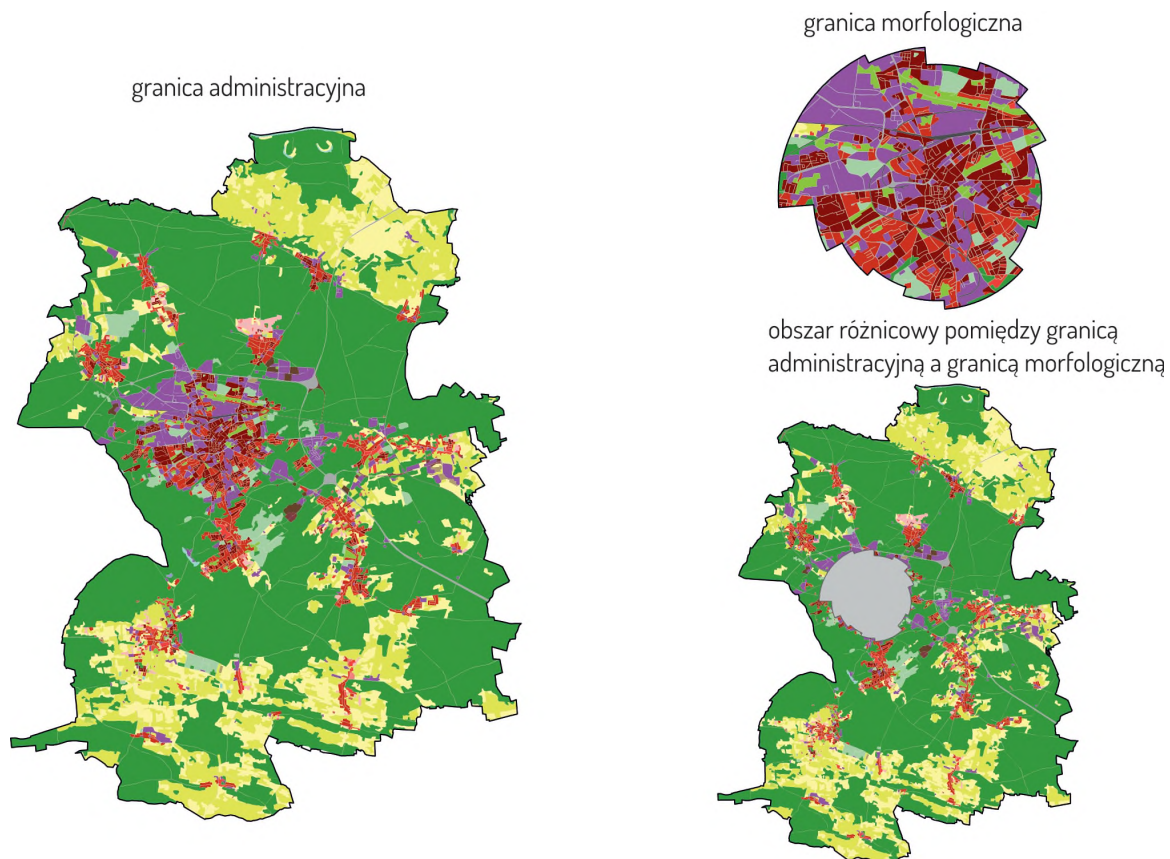 granica administracyjna
granica morfologiczna
obszar różnicowy pomiędzy granicą
administracyjną a granicą morfologiczną